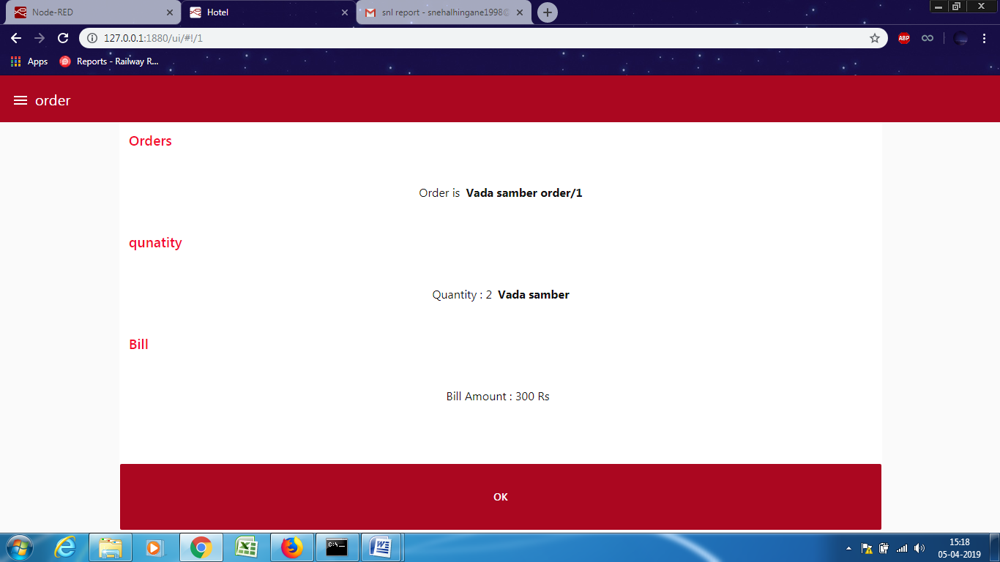 Node-RED
Hotel
snl report - snehalhingane1998@
127.0.0.1:1880/ui/#!/1
ABP
Apps
Reports - Railway R...
order
Orders
Order is Vada samber order/1
qunatity
Quantity : 2 Vada samber
Bill
Bill Amount : 300 Rs
OK
15:18
05-04-2019